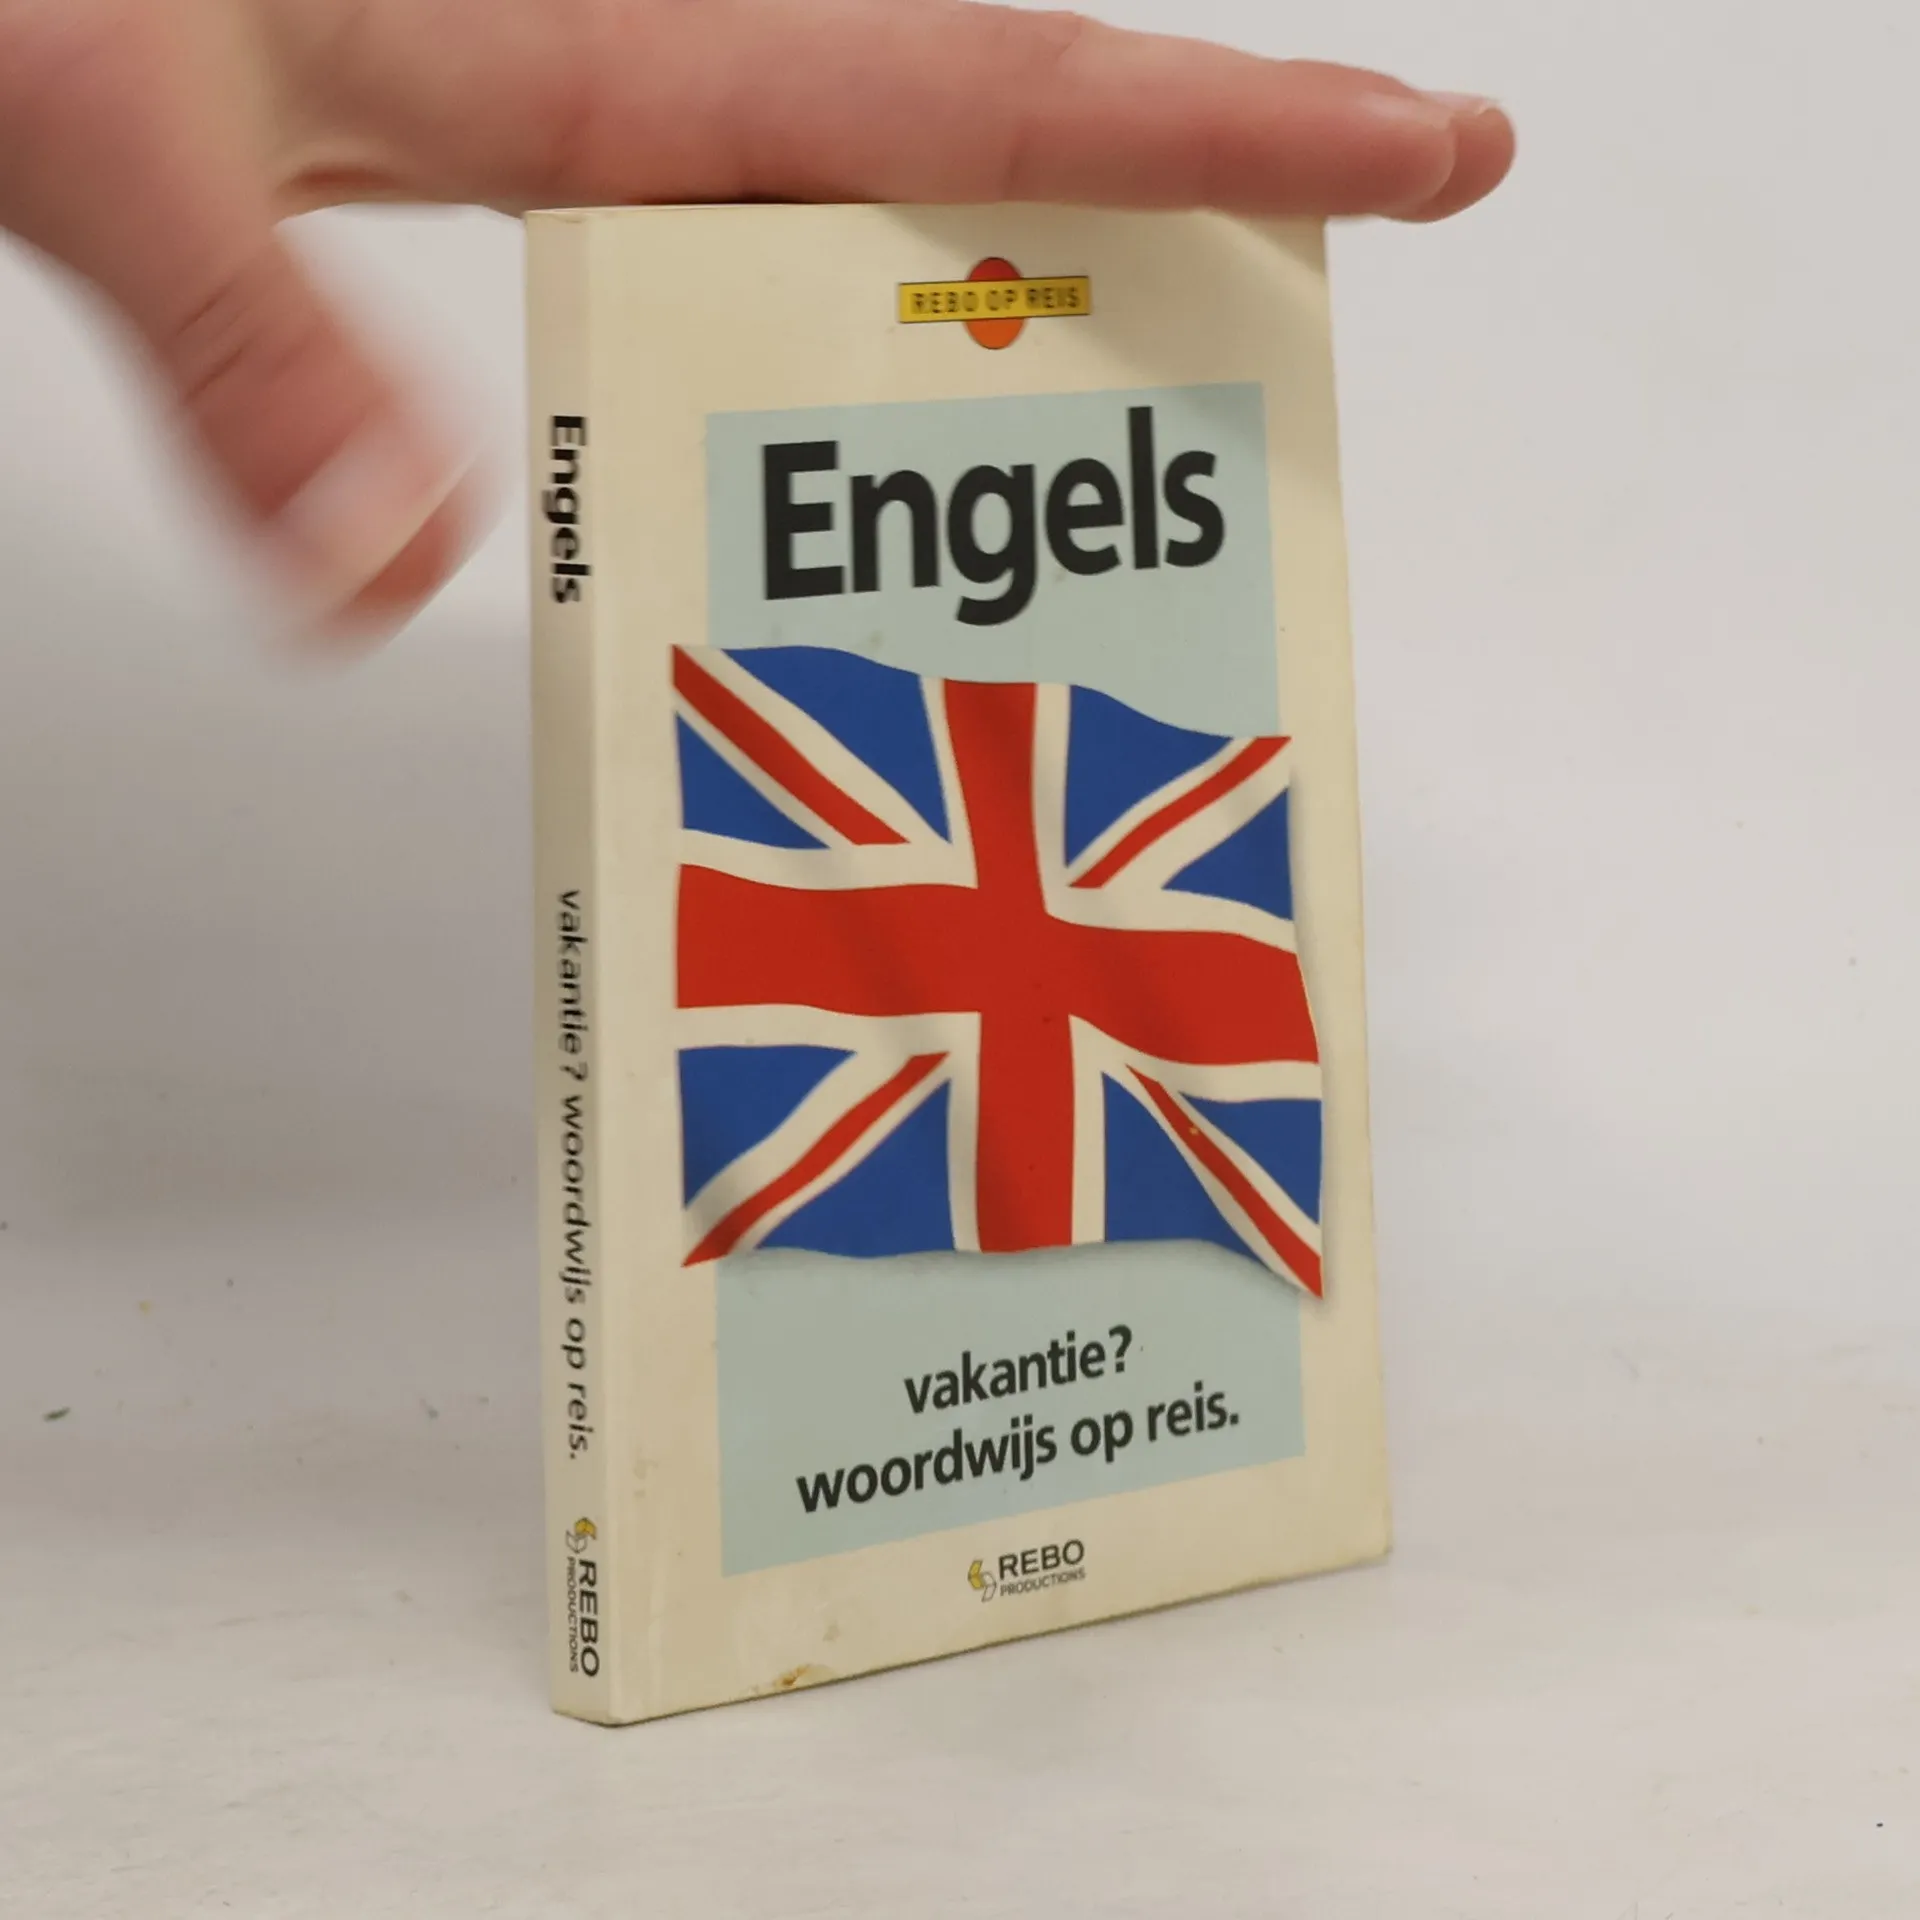 REBO OP REIS
Engels
vakantie?
woordwijs op reis.
REBO
PRODUCTIONS
Engels
vakantie? woordwijs op reis.
REBO
PRODUCTIONS